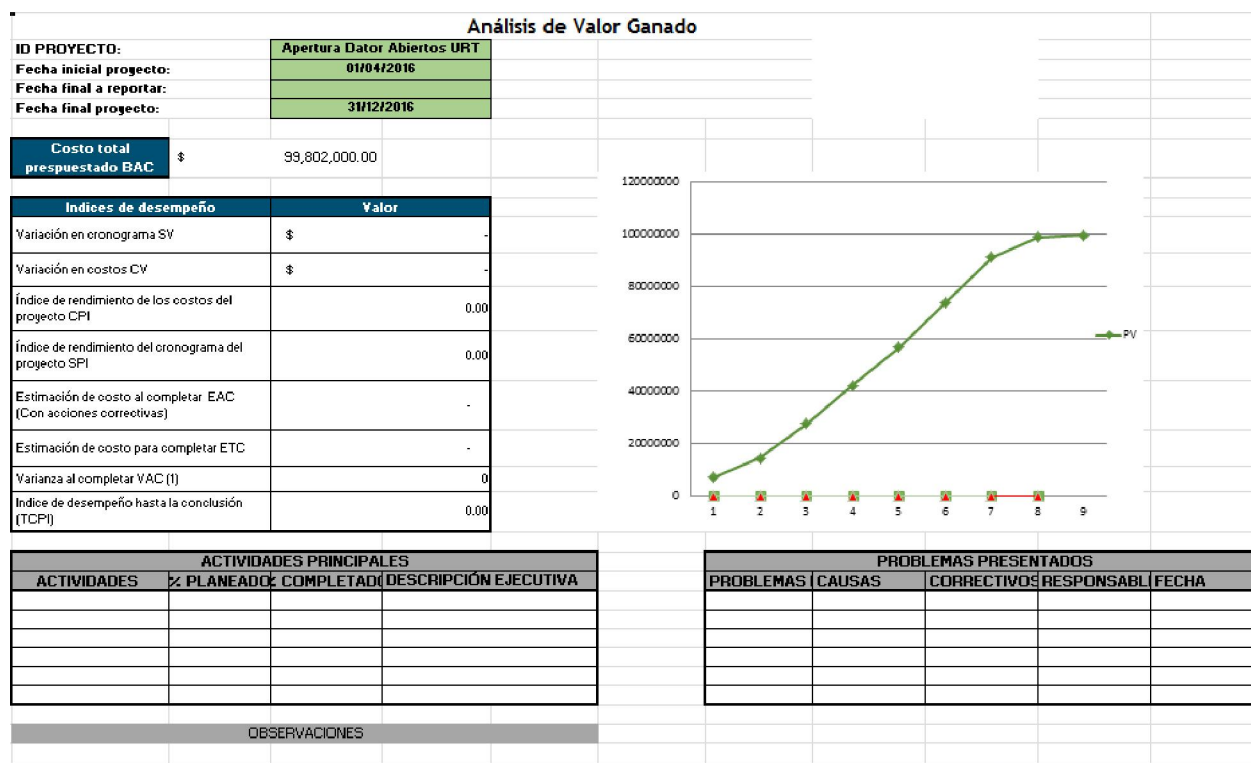 Análisis de Valor Ganado
ID PROYECTO: Apertura Dator Abiertos URT
Fecha inicial proyecto: 01/04/2016
Fecha final a reportar:
Fecha final proyecto: 31/12/2016
Costo total
prespuestado BAC
$ 99,802,000.00
Indices de desempeño Valor
Variación en cronograma SV $ -
Variación en costos CV $ -
Índice de rendimiento de los costos del
proyecto CPI
0.00
Índice de rendimiento del cronograma del
proyecto SPI
0.00
Estimación de costo al completar EAC
(Con acciones correctivas)
-
Estimación de costo para completar ETC -
Varianza al completar VAC (1) 0
Indice de desempeño hasta la conclusión
(TCPI)
0.00
120000000
100000000
80000000
60000000
40000000
20000000
0
1 2 3 4 5 6 7 8 9
PV
ACTIVIDADES PRINCIPALES
ACTIVIDADES % PLANEADO COMPLETADO DESCRIPCIÓN EJECUTIVA
PROBLEMAS PRESENTADOS
PROBLEMAS CAUSAS CORRECTIVOS RESPONSABL FECHA
OBSERVACIONES